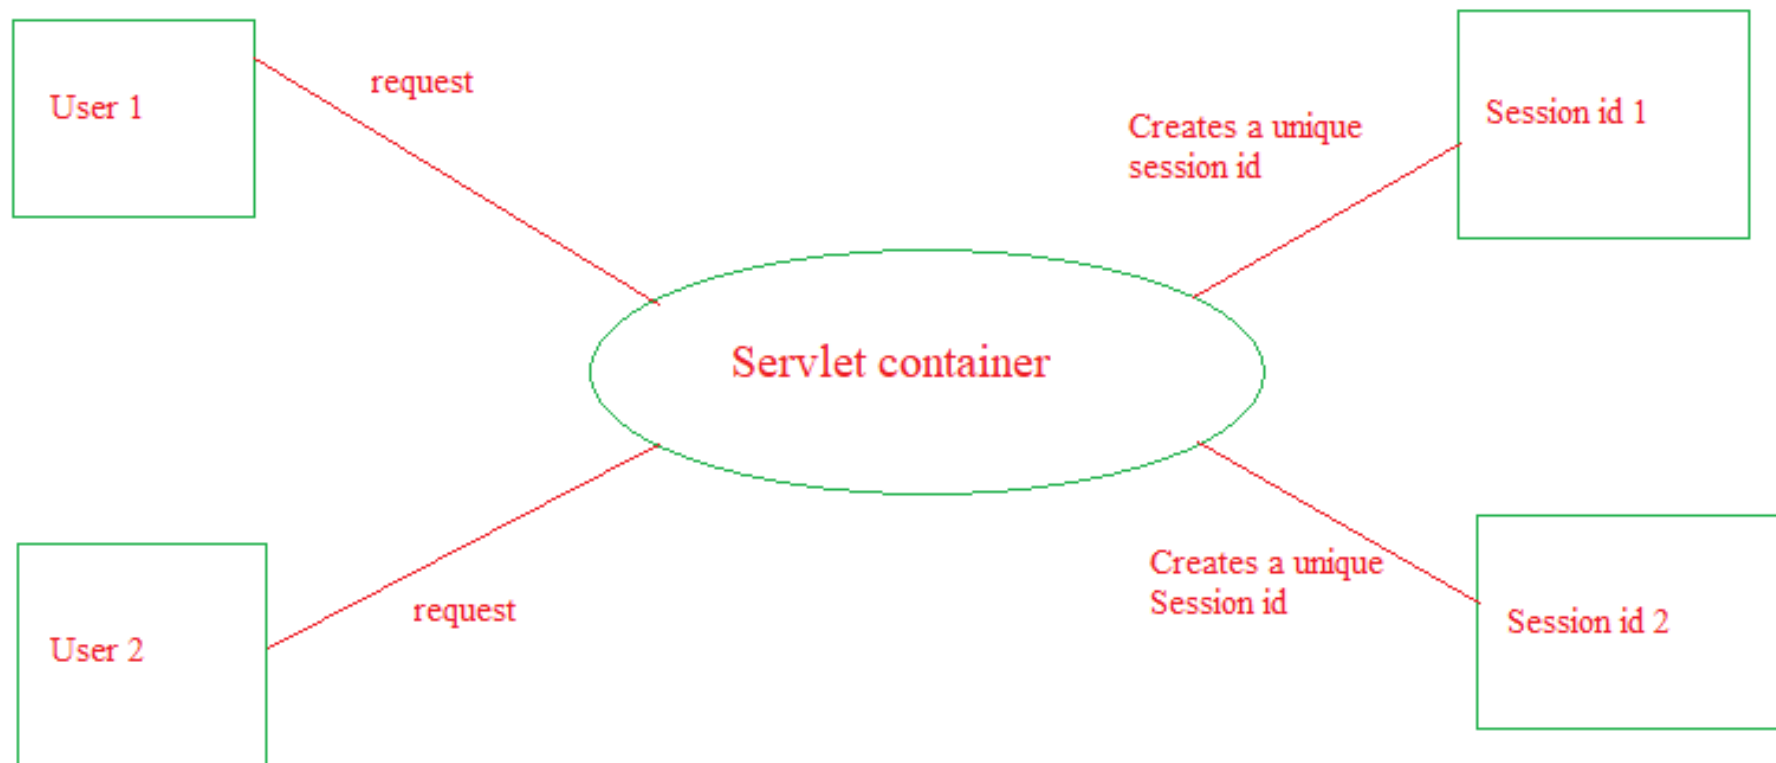 User 1
request
Creates a unique
session id
Session id 1
Servlet container
User 2
request
Creates a unique
Session id
Session id 2